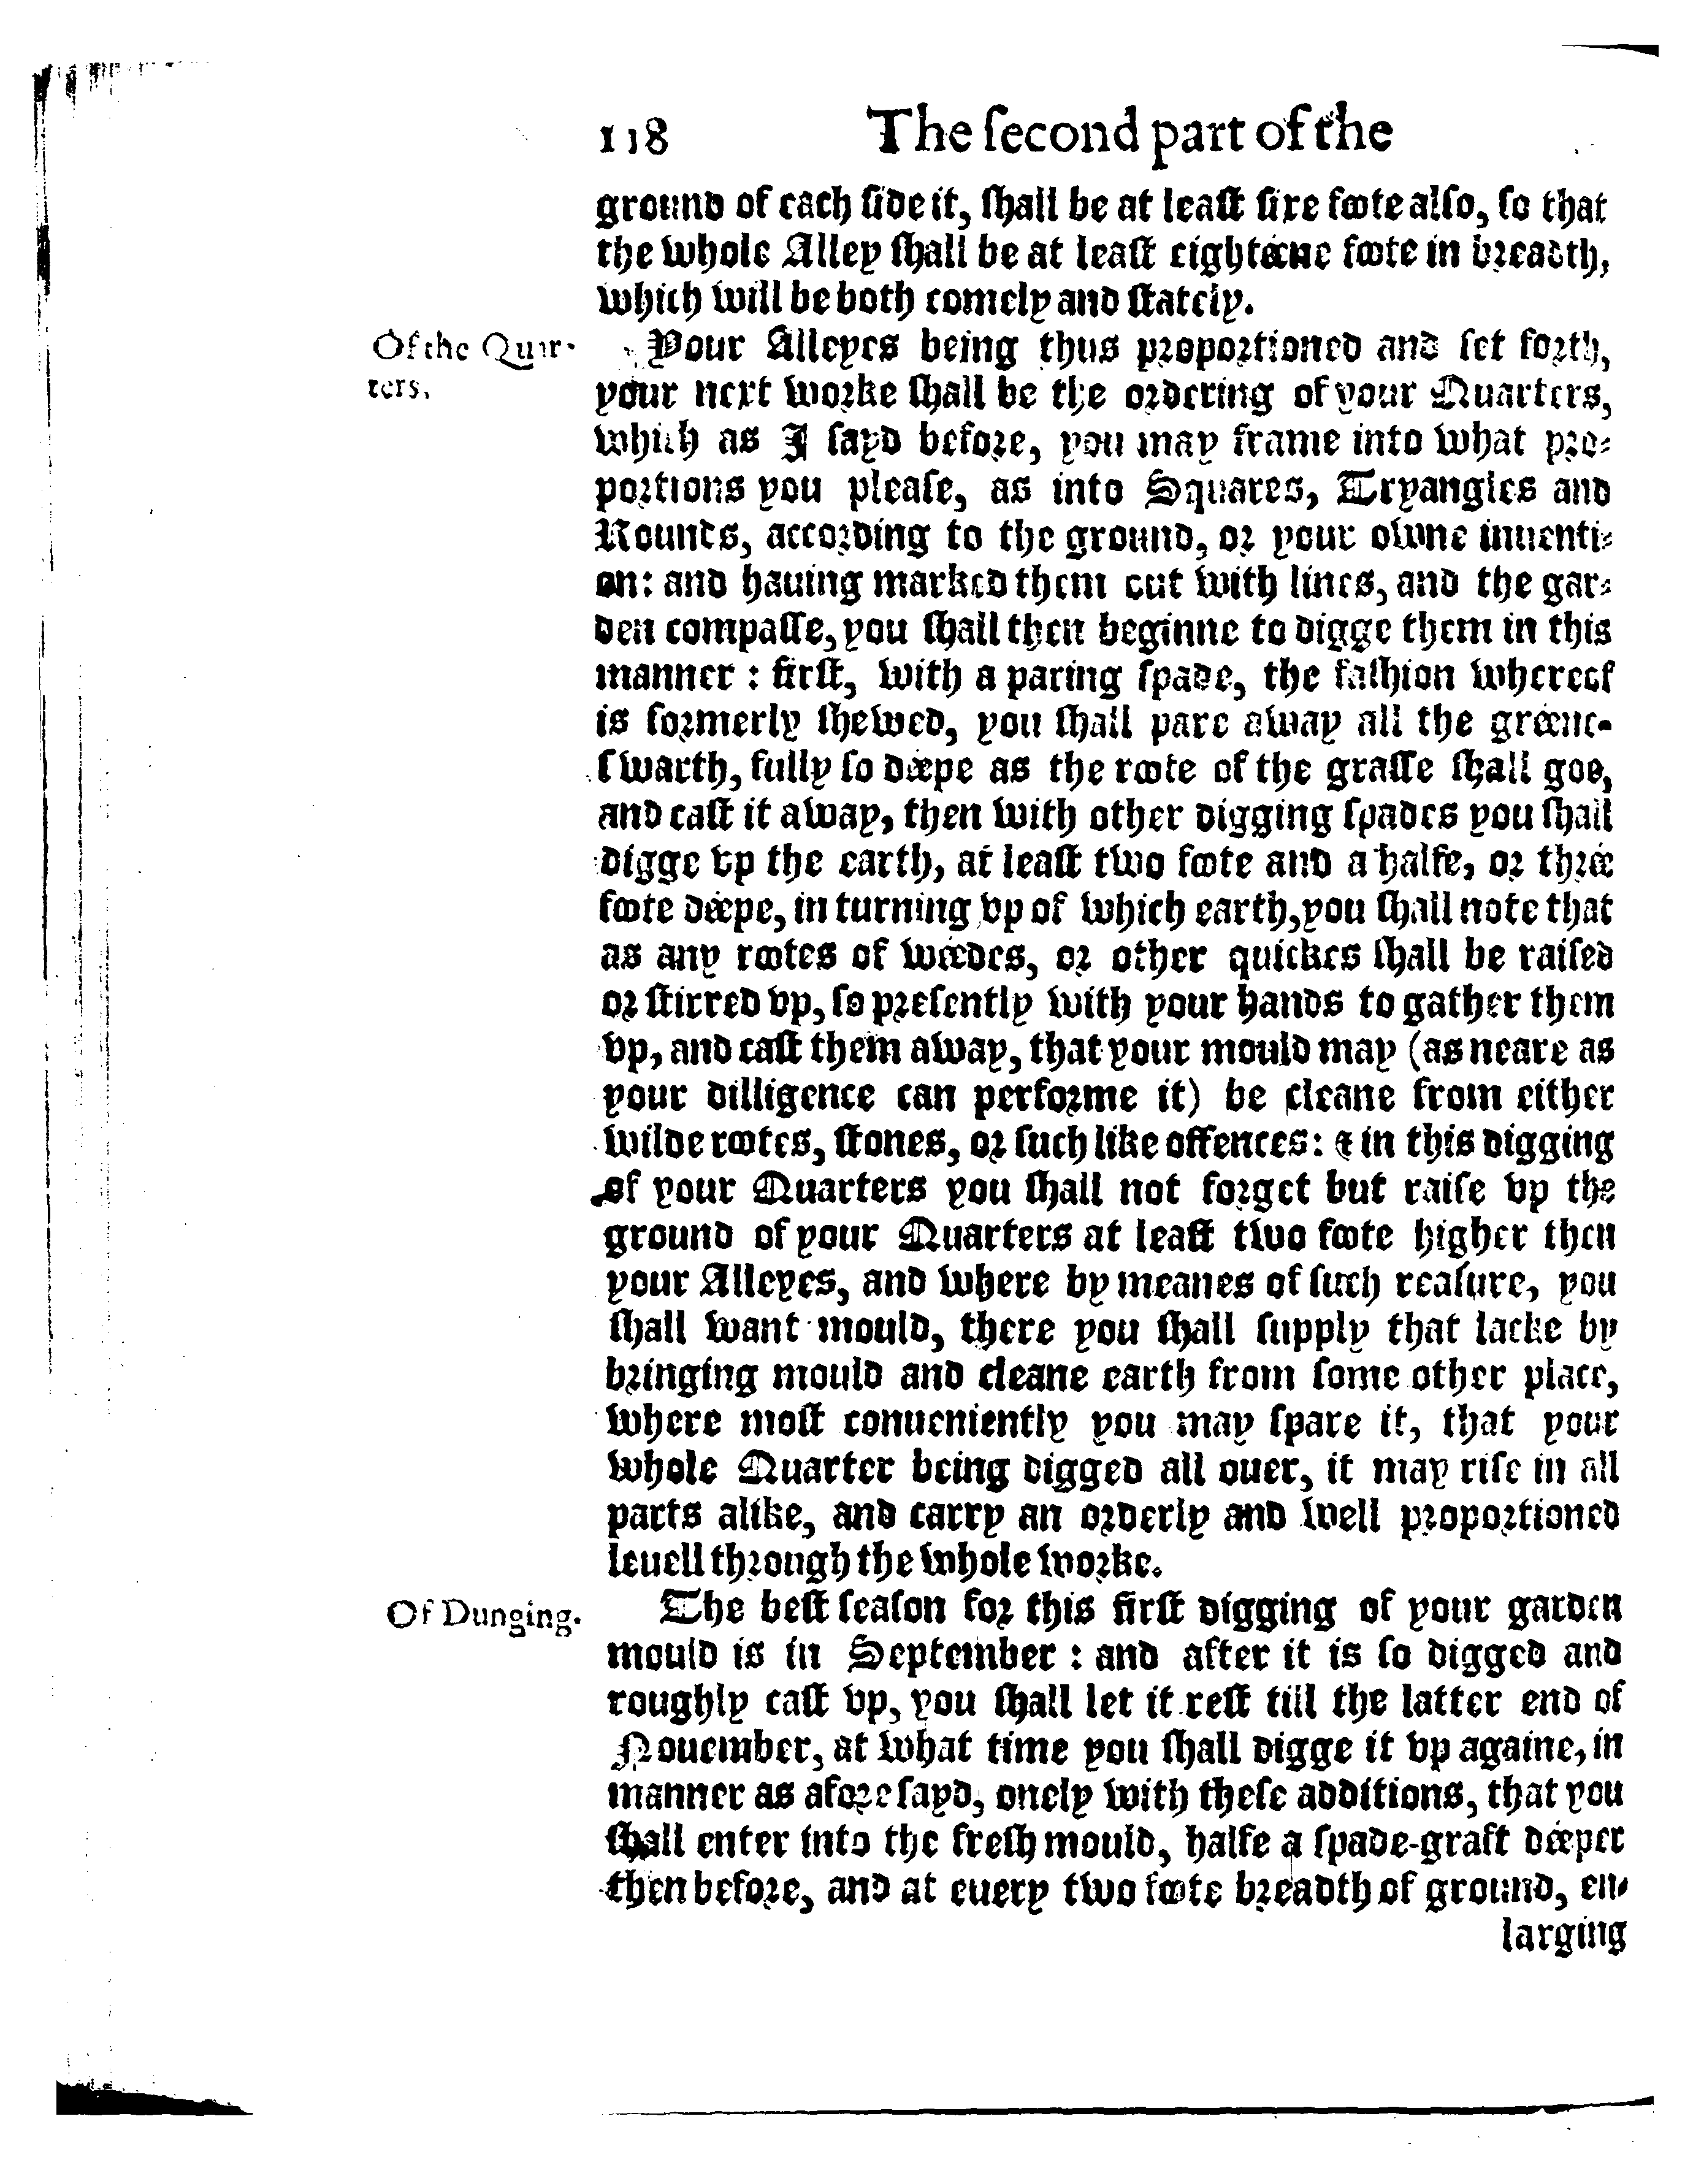 118 The ſecond part of the
ground of each ſide it, ſhall be at leaſt ſixe foote alſo, ſo that
the whole Alley ſhall be at leaſt eighteene foote in breadth,
which will be both comely and ſtately.
Of the Quar-
ters.
Your Alleyes being thus proportioned and ſet forth,
your next worke ſhall be the ordering of your Quarters,
which as I ſayd before, you may frame into what pro-
portions you pleaſe, as into Squares, Tryangles and
Rounds, according to the ground, or your owne inuenti-
on: and hauing marked them out with lines, and the gar-
den compaſſe, you ſhall then beginne to digge them in this
manner: firſt, with a paring ſpade, the faſhion whereof
is formerly ſhewed, you ſhall pare away all the greene-
ſwarth, fully ſo deepe as the roote of the graſſe ſhall goe,
and caſt it away, then with other digging ſpades you ſhall
digge vp the earth, at leaſt two foote and a halfe, or three
foote deepe, in turning vp of which earth, you ſhall note that
as any rootes of weedes, or other quickes ſhall be raiſed
or ſtirred vp, ſo preſently with your hands to gather them
vp, and caſt them away, that your mould may (as neare as
your dilligence can performe it) be cleane from either
wilde rootes, ſtones, or ſuch like offences: & in this digging
of your Quarters you ſhall not forget but raiſe vp the
ground of your Quarters at leaſt two foote higher then
your Alleyes, and where by meanes of ſuch reaſure, you
ſhall want mould, there you ſhall ſupply that lacke by
bringing mould and cleane earth from ſome other place,
where moſt conueniently you may ſpare it, that your
whole Quarter being digged all ouer, it may riſe in all
parts alike, and carry an orderly and well proportioned
leuell through the whole worke.
Of Dunging.
The beſt ſeaſon for this firſt digging of your garden
mould is in September: and after it is ſo digged and
roughly caſt vp, you ſhall let it reſt till the latter end of
Nouember, at what time you ſhall digge it vp againe, in
manner as afore ſayd, onely with theſe additions, that you
ſhall enter into the freſh mould, halfe a ſpade-graft deeper
then before, and at euery two foote breadth of ground, en-
larging